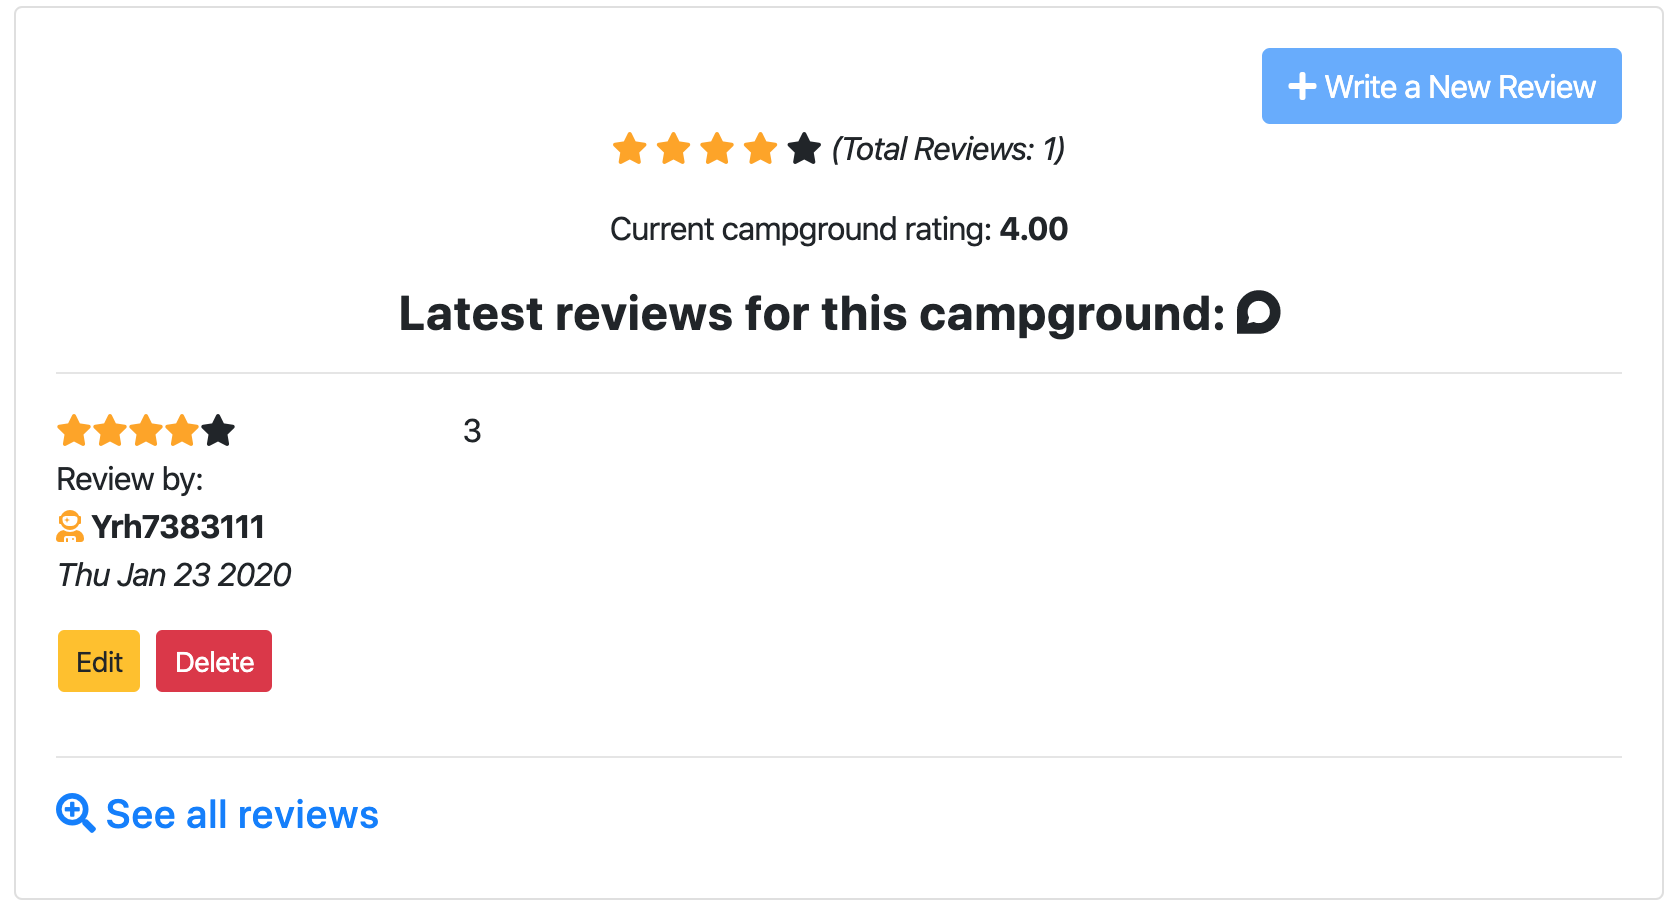 Write a New Review
(Total Reviews: 1)
Current campground rating: 4.00
Latest reviews for this campground:
3
Review by:
Yrh7383111
Thu Jan 23 2020
Edit Delete
See all reviews